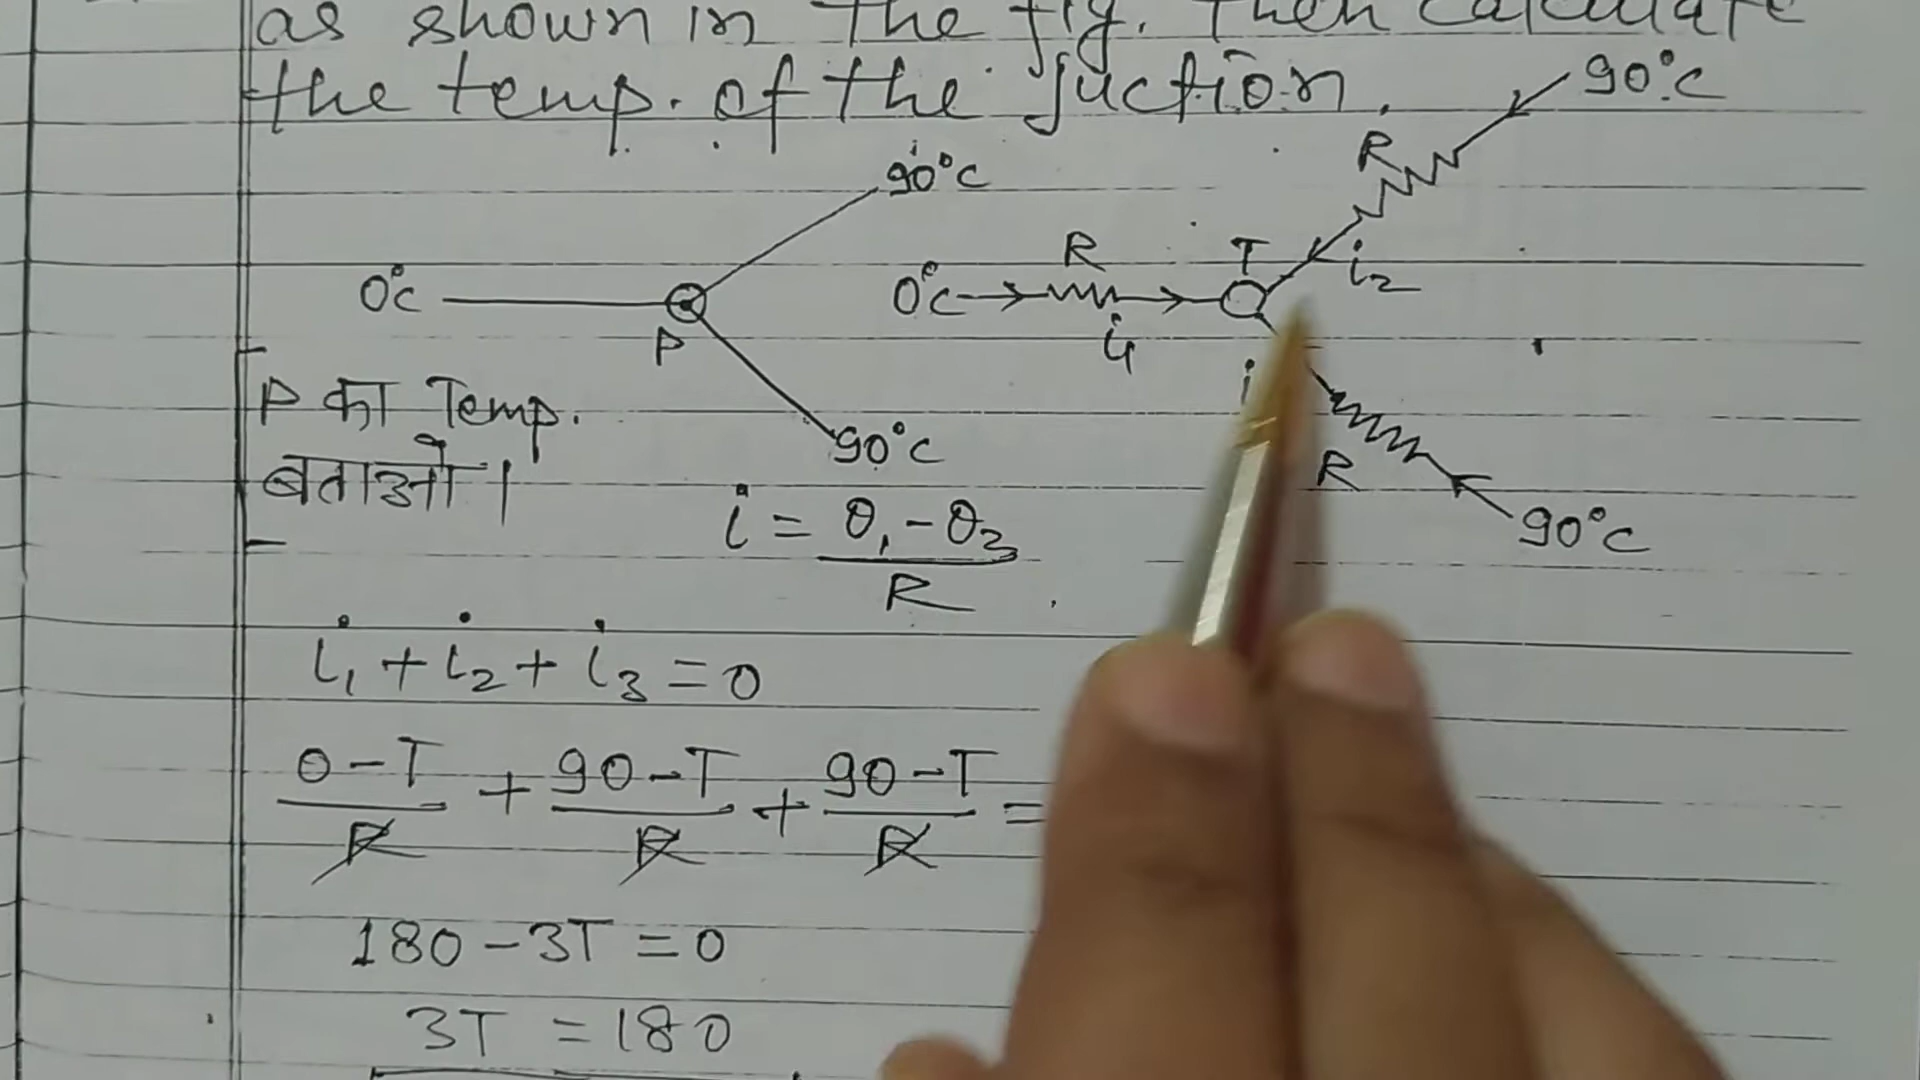 as shown in the fig. Then calculate
the temp. of the juction.
90°C
R
90°C
R
T
i₂
0°C
0°C
i₁
P
i
P का Temp.
90°C
R
बताओ।
i = θ₁-θ₂
R
90°C
i₁ + i₂ + i₃ = 0
0-T + 90-T + 90-T =
R R R
180 - 3T = 0
3T = 180